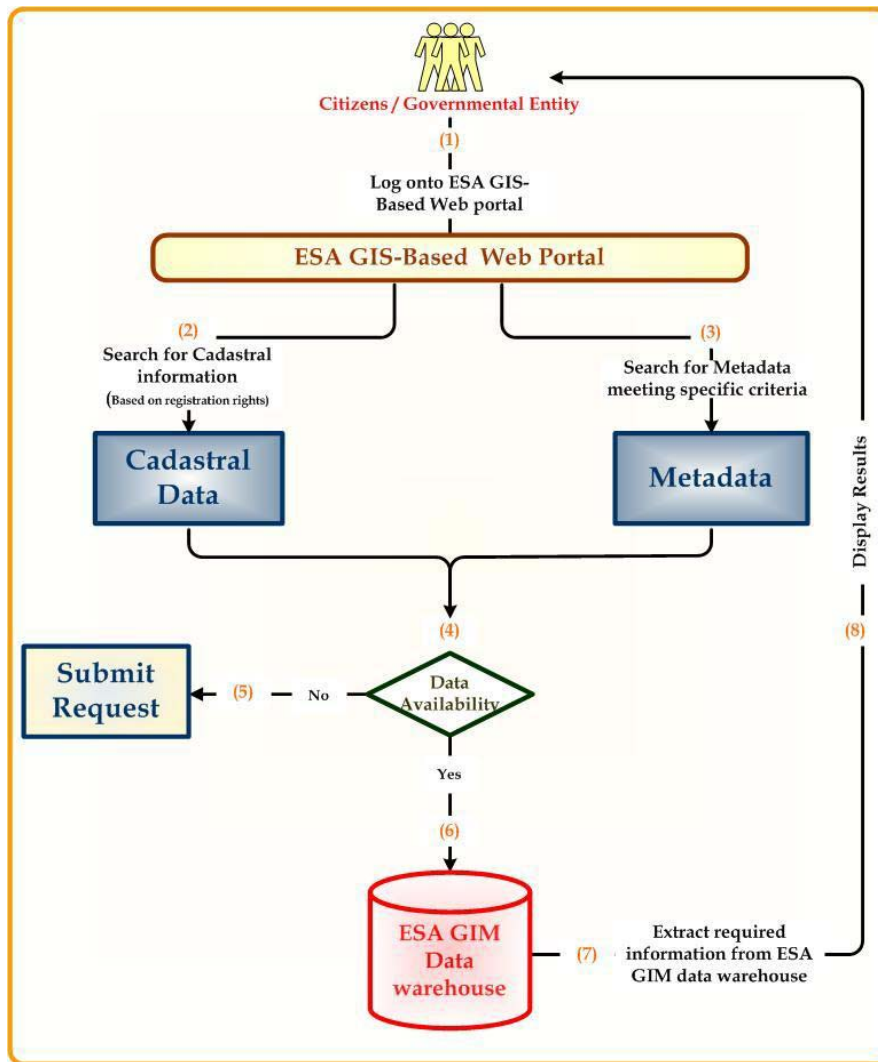 Citizens / Governmental Entity
(1)
Log onto ESA GIS-
Based Web portal
ESA GIS-Based Web Portal
(2)
Search for Cadastral
information
(Based on registration rights)
(3)
Search for Metadata
meeting specific criteria
Cadastral
Data
Metadata
Display Results
(8)
(4)
Data
Availability
No
(5)
Submit
Request
Yes
(6)
ESA GIM
Data
warehouse
(7)
Extract required
information from ESA
GIM data warehouse